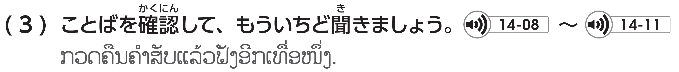 (3) ことばを確認して、もういちど聞きましょう。 14-08 ～ 14-11
ກວດຄືນຄຳສັບແລ້ວຟັງອີກເທື່ອໜຶ່ງ.